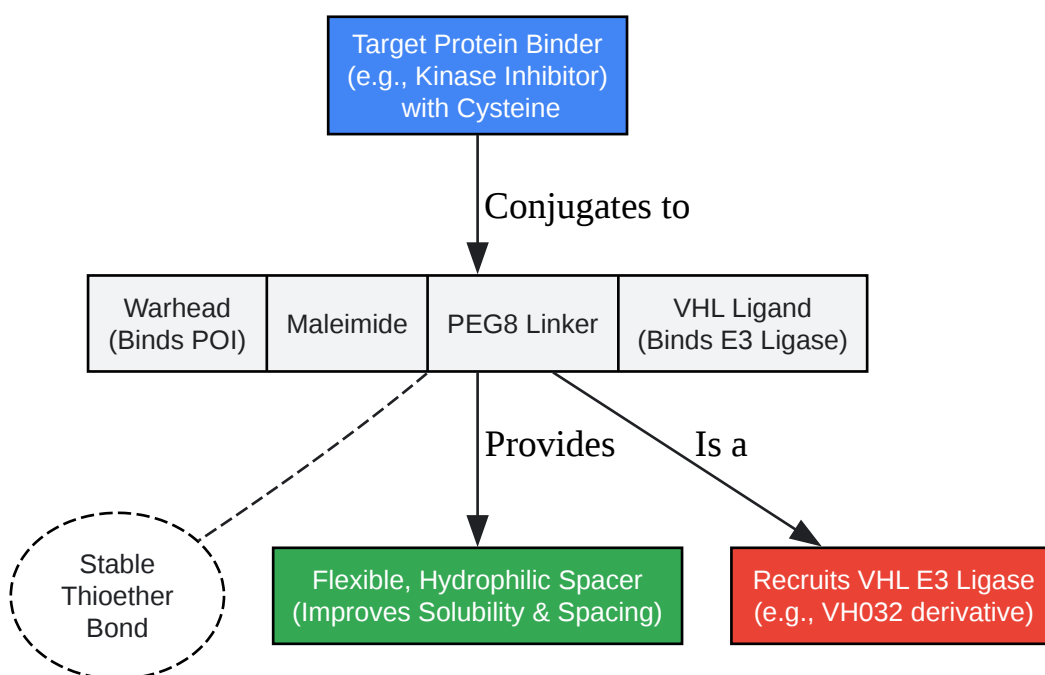 Target Protein Binder
(e.g., Kinase Inhibitor)
with Cysteine
Conjugates to
Warhead
(Binds POI)
Maleimide
PEG8 Linker
VHL Ligand
(Binds E3 Ligase)
Provides
Is a
Stable
Thioether
Bond
Flexible, Hydrophilic Spacer
(Improves Solubility & Spacing)
Recruits VHL E3 Ligase
(e.g., VH032 derivative)